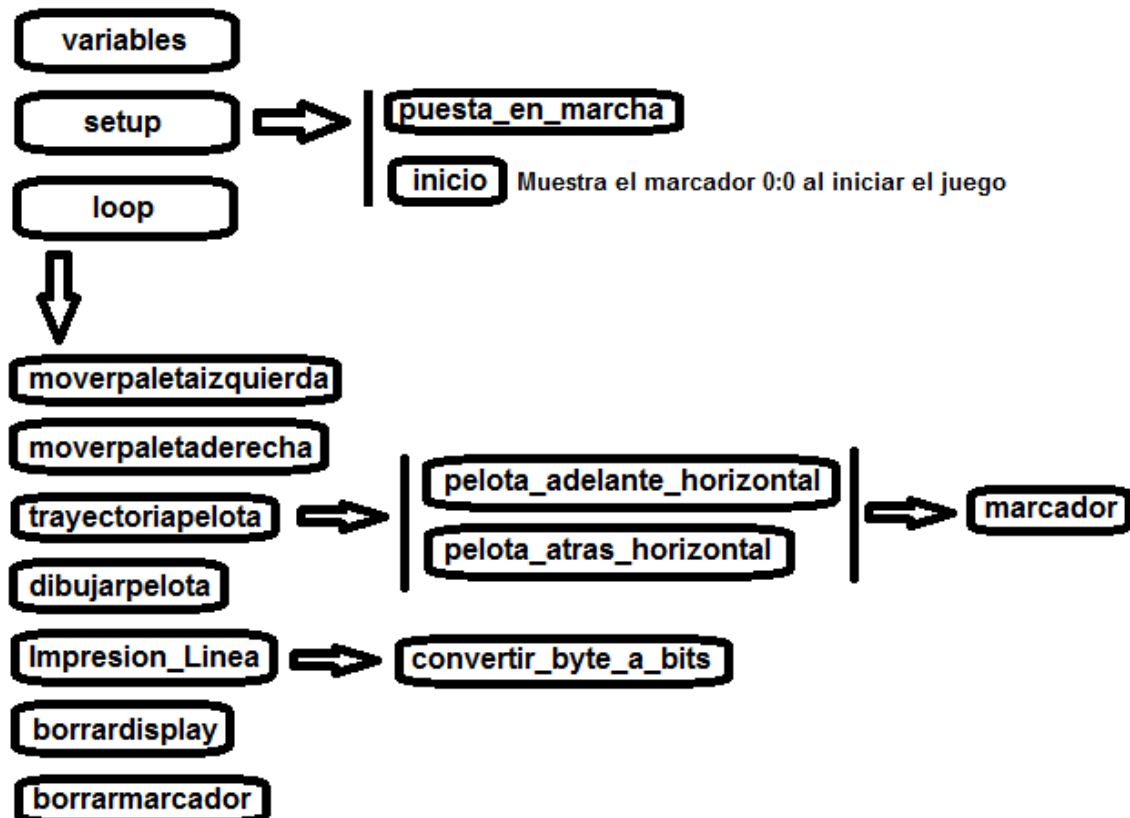 variables
setup
puesta_en_marcha
inicio Muestra el marcador 0:0 al iniciar el juego
loop
moverpaletaizquierda
moverpaletaderecha
trayectoriapelota
pelota_adelante_horizontal
pelota_atras_horizontal
marcador
dibujarpelota
Impresion_Linea
convertir_byte_a_bits
borrardisplay
borrarmarcador